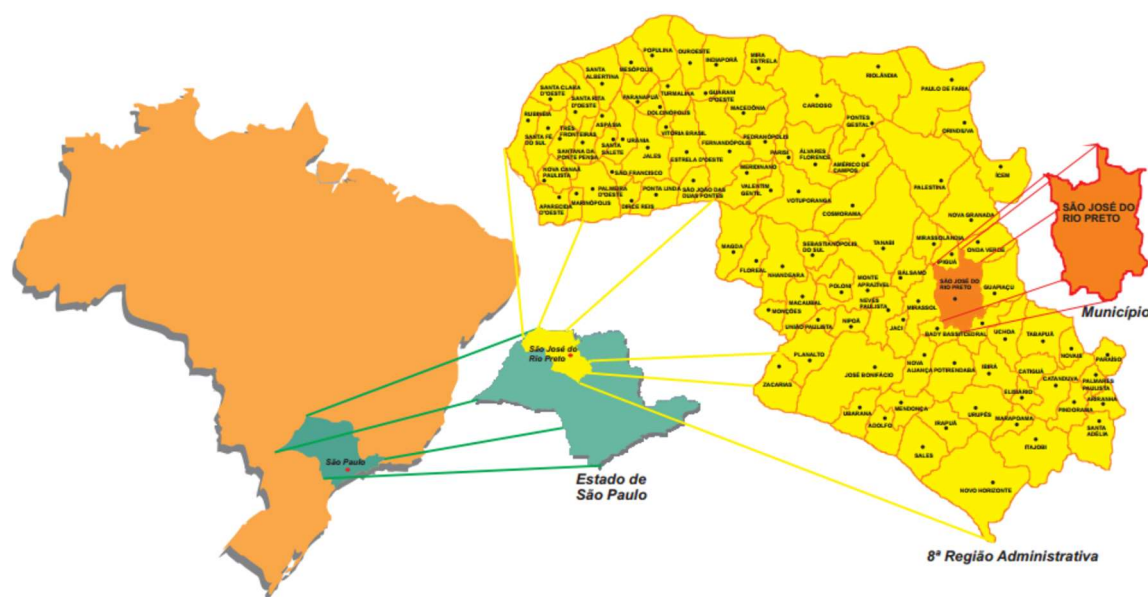 POPULINA
OUROESTE
MIRA
ESTRELA
MESÓPOLIS
INDIAPORÃ
SANTA
ALBERTINA
RIOLÂNDIA
PAULO DE FARIA
SANTA CLARA
D'OESTE
SANTA RITA
D'OESTE
PARANAPUÃ
TURMALINA
GUARANI
D'OESTE
CARDOSO
DOLCINÓPOLIS
MACEDÔNIA
RUBINÉIA
ASPÁSIA
PONTES
GESTAL
ORINDIÚVA
SANTA FÉ
DO SUL
TRÊS
FRONTEIRAS
VITÓRIA BRASIL
URÂNIA
SANTA
SALETE
SANTANA DA
PONTE PENSA
JALES
ESTRELA D'OESTE
FERNANDÓPOLIS
PEDRANÓPOLIS
PARISI
ÁLVARES
FLORENCE
AMÉRICO DE
CAMPOS
ICÉM
NOVA CANAÃ
PAULISTA
SÃO FRANCISCO
MERIDIANO
VALENTIM
GENTIL
VOTUPORANGA
PALESTINA
APARECIDA
D'OESTE
MARINÓPOLIS
PALMEIRA
D'OESTE
DIRCE REIS
PONTALINDA
SÃO JOÃO DAS
DUAS PONTES
COSMORAMA
NOVA GRANADA
SÃO JOSÉ DO
RIO PRETO
MAGDA
FLOREAL
NHANDEARA
SEBASTIANÓPOLIS
DO SUL
TANABI
MIRASSOLÂNDIA
ONDA VERDE
IPIGUÁ
BÁLSAMO
MONTE
APRAZÍVEL
POLONI
SÃO JOSÉ DO
RIO PRETO
GUAPIAÇU
MACAUBAL
NEVES
PAULISTA
MIRASSOL
MONÇÕES
UNIÃO PAULISTA
NIPOÃ
JACI
BADY BASSITT
CEDRAL
UCHOA
TABAPUÃ
Município
São José do
Rio Preto
PLANALTO
ZACARIAS
JOSÉ BONIFÁCIO
NOVA
ALIANÇA
POTIRENDABA
IBIRÁ
CATIGUÁ
NOVAIS
PARAÍSO
CATANDUVA
PALMARES
PAULISTA
ELISIÁRIO
ARIRANHA
PINDORAMA
UBARANA
MENDONÇA
ADOLFO
IRAPUÃ
URUPÊS
MARAPOAMA
SANTA
ADÉLIA
ITAJOBI
SALES
NOVO HORIZONTE
São Paulo
Estado de
São Paulo
8ª Região Administrativa